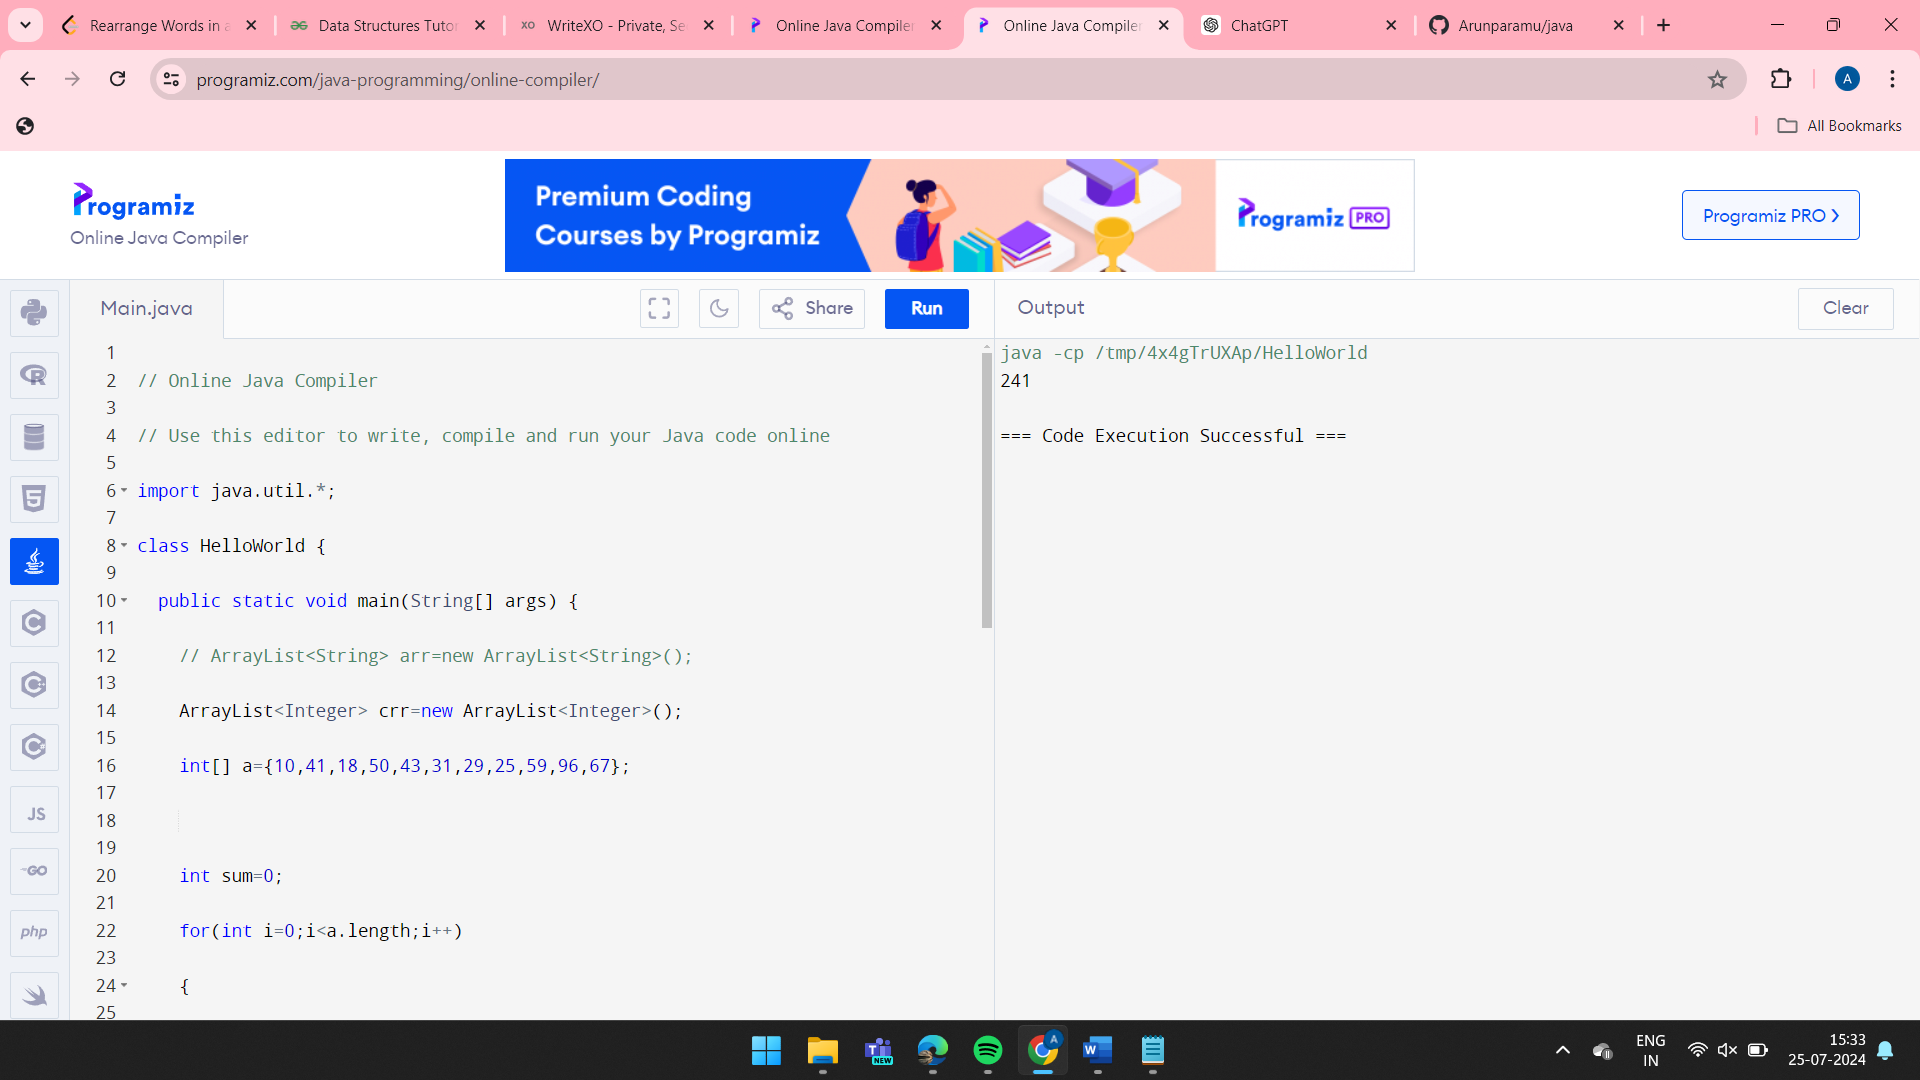 Rearrange Words in a
Data Structures Tutor
XO WriteXO - Private, Se
Online Java Compiler
Online Java Compiler
ChatGPT
Arunparamu/java
programiz.com/java-programming/online-compiler/
A
All Bookmarks
Programiz
Online Java Compiler
Premium Coding
Courses by Programiz
Programiz PRO
Programiz PRO ❯
Main.java
Share
Run
Output
Clear
1
2 // Online Java Compiler
3
4 // Use this editor to write, compile and run your Java code online
5
6 import java.util.*;
7
8 class HelloWorld {
9
10 public static void main(String[] args) {
11
12 // ArrayList<String> arr=new ArrayList<String>();
13
14 ArrayList<Integer> crr=new ArrayList<Integer>();
15
16 int[] a={10,41,18,50,43,31,29,25,59,96,67};
17
18
19
20 int sum=0;
21
22 for(int i=0;i<a.length;i++)
23
24 {
25
java -cp /tmp/4x4gTrUXAp/HelloWorld
241
=== Code Execution Successful ===
R
5
C
C
C
JS
GO
php
T
NEW
A
W
ENG
IN
15:33
25-07-2024